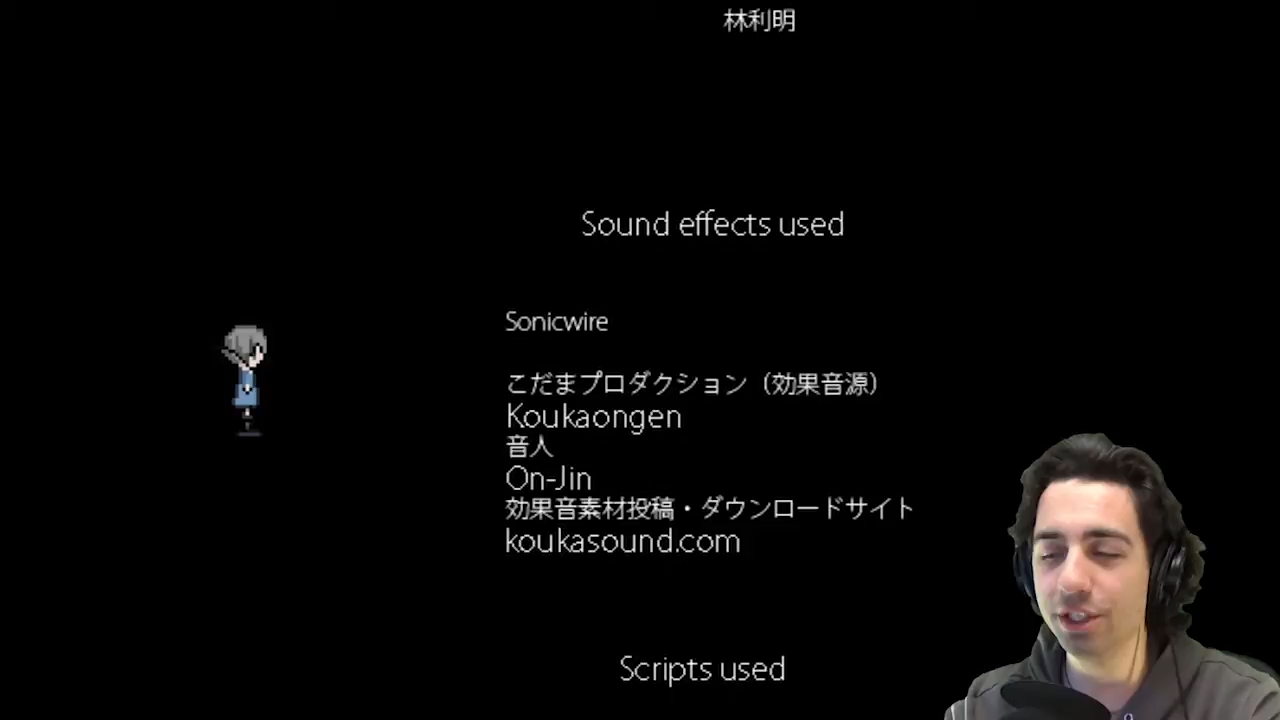 林利明
Sound effects used
Sonicwire
こだまプロダクション（効果音源）
Koukaongen
音人
On-Jin
効果音素材投稿・ダウンロードサイト
koukasound.com
Scripts used